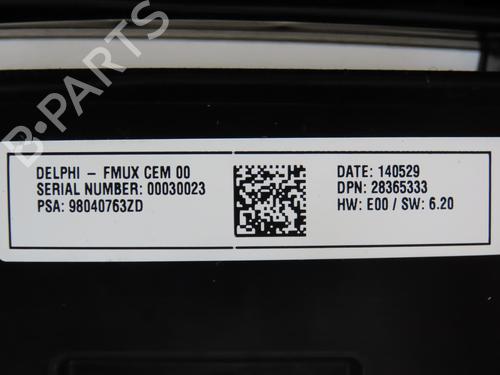 B-PARTS
DELPHI - FMUX CEM 00
SERIAL NUMBER: 00030023
PSA: 98040763ZD
DATE: 140529
DPN: 28365333
HW: E00 / SW: 6.20